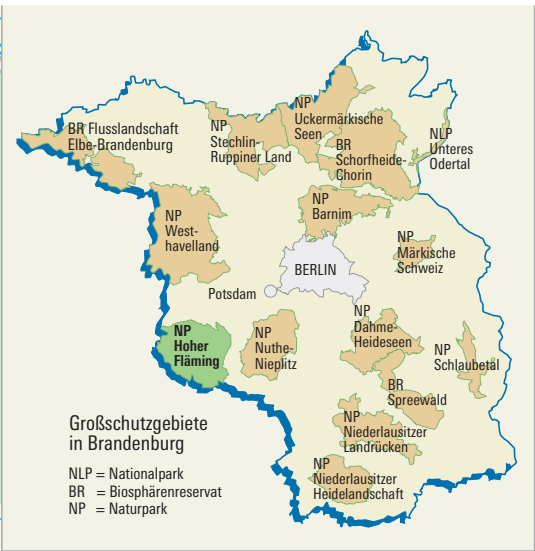 NP
Uckermärkische
Seen
BR Flusslandschaft
Elbe-Brandenburg
NP
Stechlin-
Ruppiner Land
BR
Schorfheide-
Chorin
NLP
Unteres
Odertal
NP
Barnim
NP
West-
havelland
NP
Märkische
Schweiz
BERLIN
Potsdam
NP
Hoher
Fläming
NP
Nuthe-
Nieplitz
NP
Dahme-
Heideseen
NP
Schlaubetal
BR
Spreewald
NP
Niederlausitzer
Landrücken
NP
Niederlausitzer
Heidelandschaft
Großschutzgebiete
in Brandenburg
NLP = Nationalpark
BR = Biosphärenreservat
NP = Naturpark